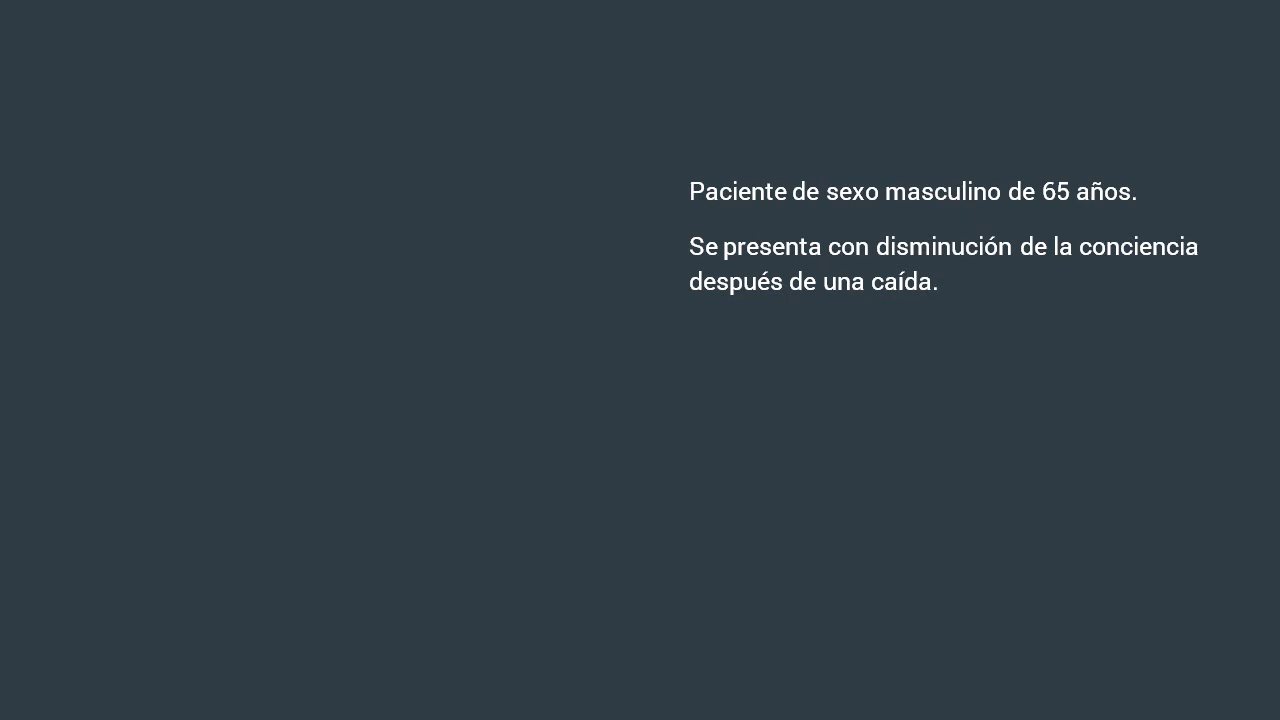 Paciente de sexo masculino de 65 años.
Se presenta con disminución de la conciencia
después de una caída.